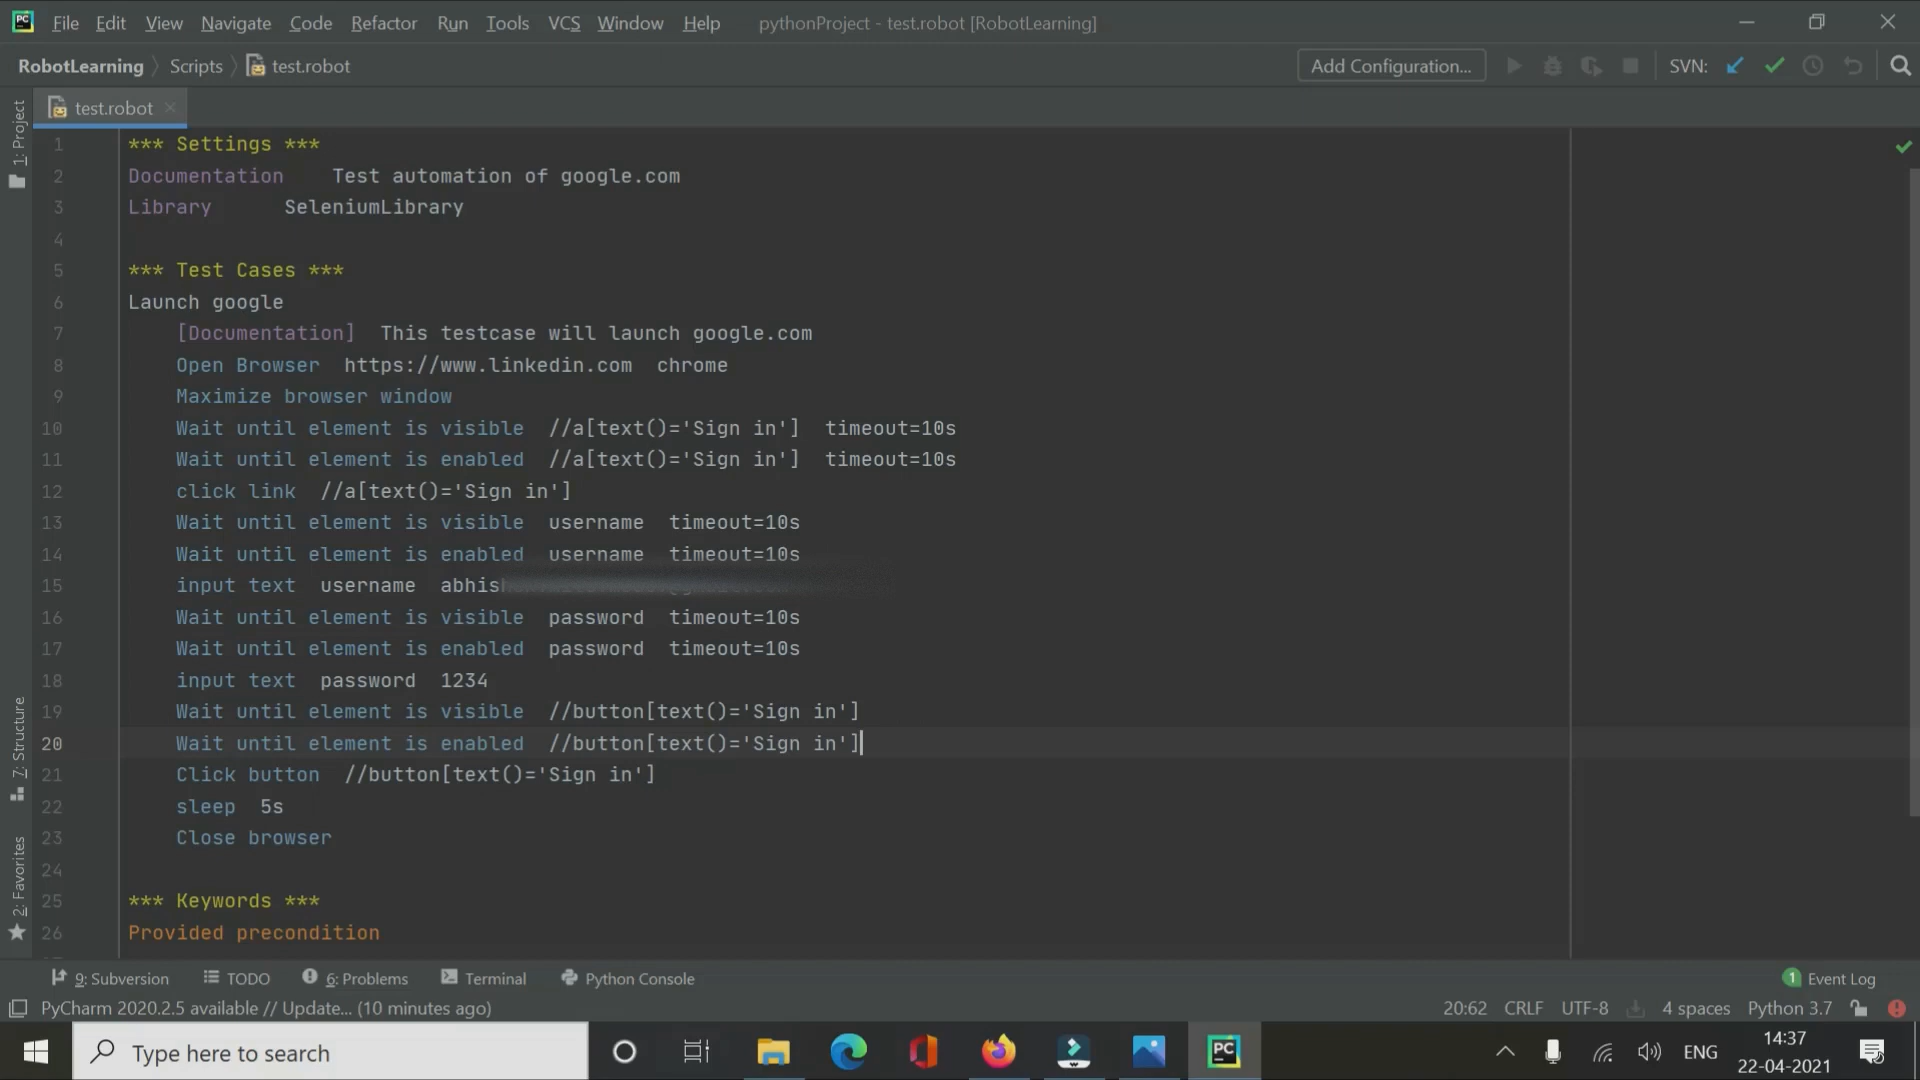 File Edit View Navigate Code Refactor Run Tools VCS Window Help pythonProject - test.robot [RobotLearning]
RobotLearning Scripts test.robot Add Configuration... SVN:
test.robot
1: Project
7: Structure
2: Favorites
1 *** Settings ***
2 Documentation Test automation of google.com
3 Library SeleniumLibrary
4
5 *** Test Cases ***
6 Launch google
7 [Documentation] This testcase will launch google.com
8 Open Browser https://www.linkedin.com chrome
9 Maximize browser window
10 Wait until element is visible //a[text()='Sign in'] timeout=10s
11 Wait until element is enabled //a[text()='Sign in'] timeout=10s
12 click link //a[text()='Sign in']
13 Wait until element is visible username timeout=10s
14 Wait until element is enabled username timeout=10s
15 input text username
16 Wait until element is visible password timeout=10s
17 Wait until element is enabled password timeout=10s
18 input text password 1234
19 Wait until element is visible //button[text()='Sign in']
20 Wait until element is enabled //button[text()='Sign in']
21 Click button //button[text()='Sign in']
22 sleep 5s
23 Close browser
24
25 *** Keywords ***
26 Provided precondition
9: Subversion TODO 6: Problems Terminal Python Console 1 Event Log
PyCharm 2020.2.5 available // Update... (10 minutes ago) 20:62 CRLF UTF-8 4 spaces Python 3.7
Type here to search ENG 14:37
22-04-2021